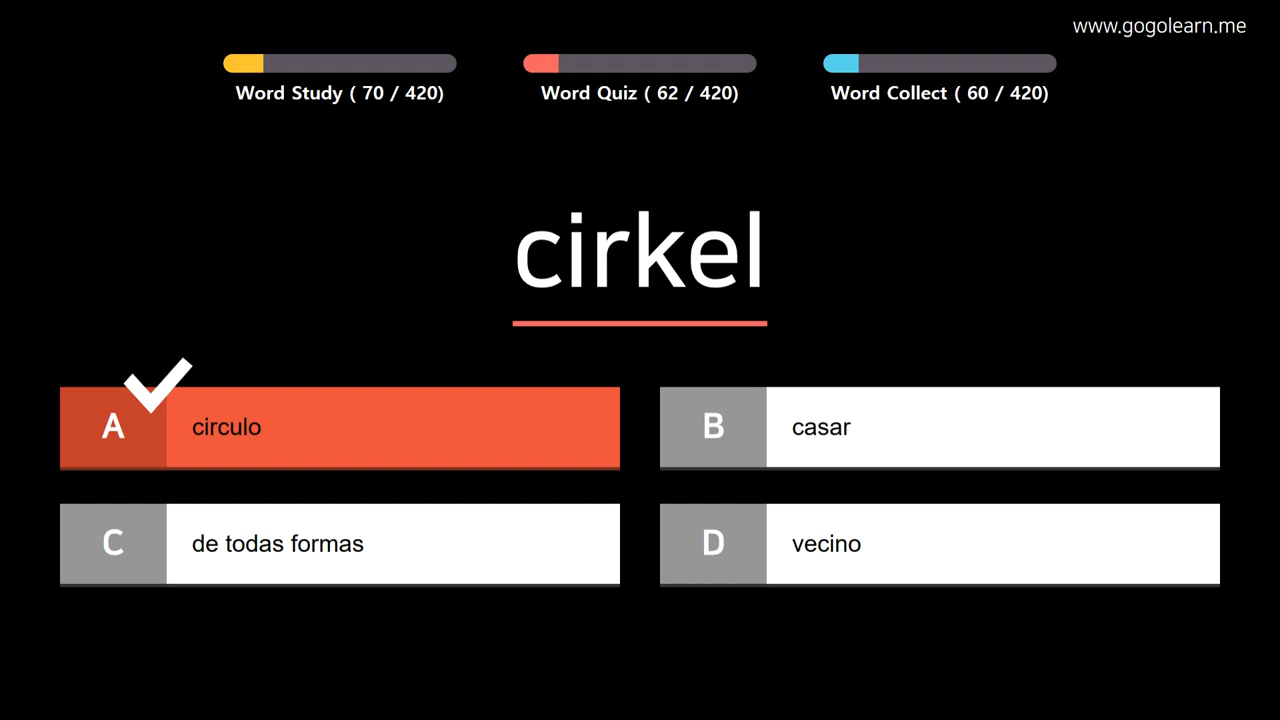 www.gogolearn.me
Word Study ( 70 / 420)
Word Quiz ( 62 / 420)
Word Collect ( 60 / 420)
cirkel
A circulo
B casar
C de todas formas
D vecino